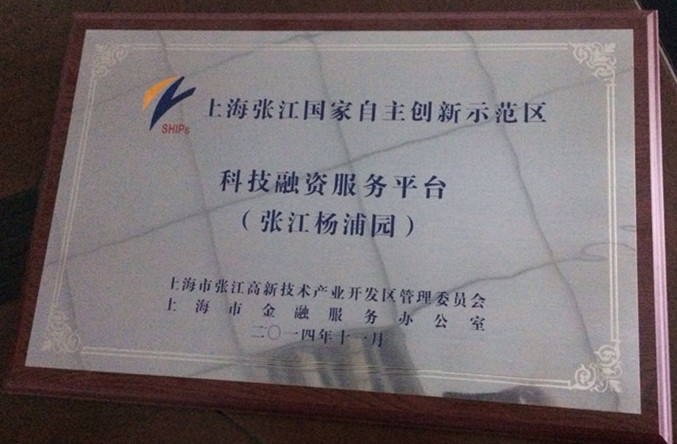 SHIPs
上海张江国家自主创新示范区
科技融资服务平台
（张江杨浦园）
上海市张江高新技术产业开发区管理委员会
上海市金融服务办公室
二〇一四年十一月